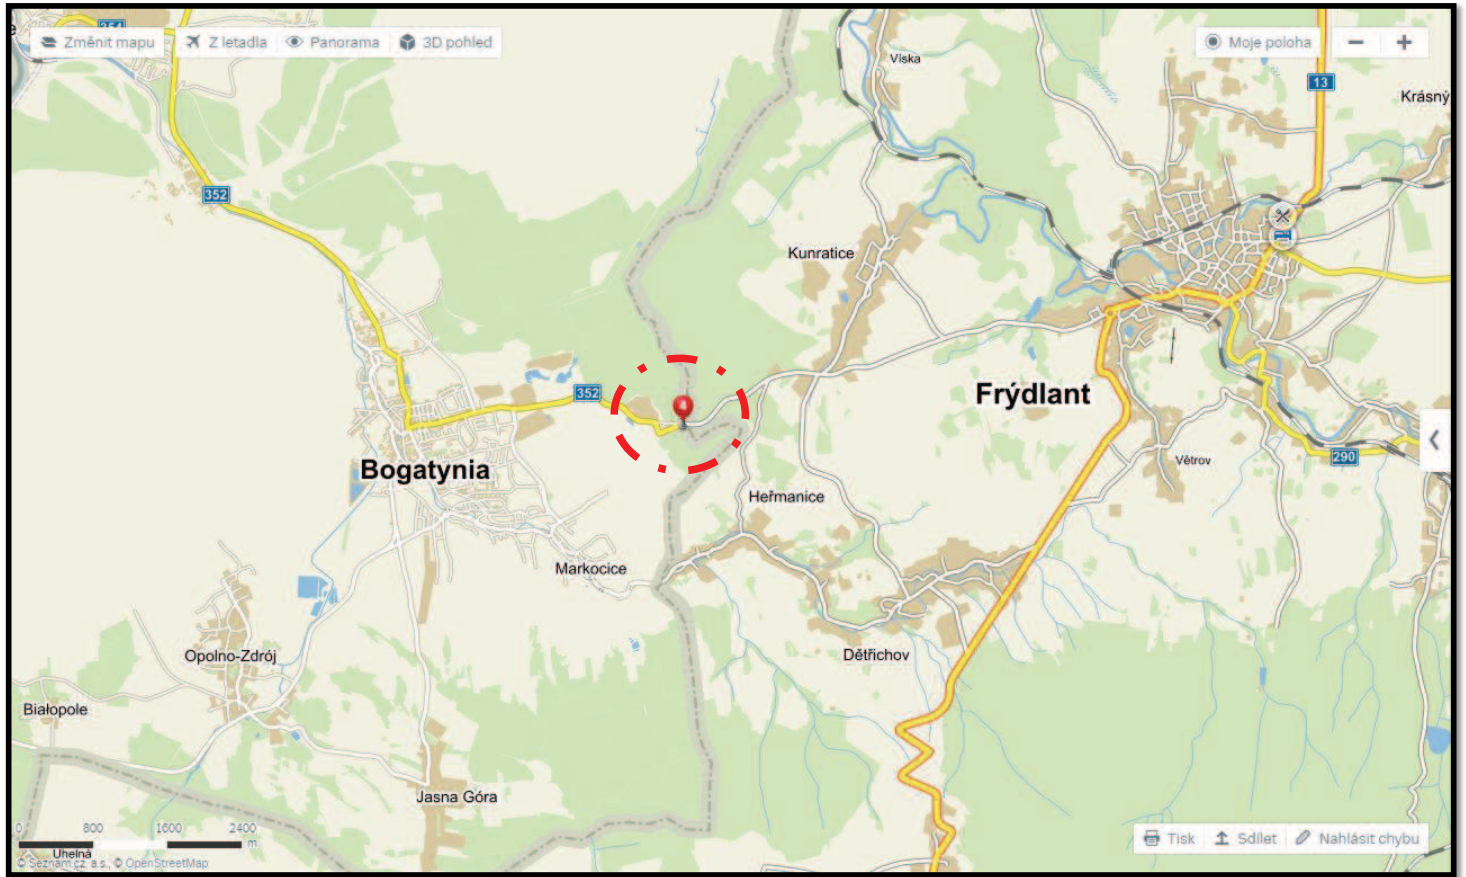 354
Změnit mapu
Z letadla
Panorama
3D pohled
Moje poloha
Víska
13
Krásný
352
Kunratice
352
Frýdlant
Bogatynia
Větrov
290
Heřmanice
Markocice
Opolno-Zdrój
Dětřichov
Białopole
Jasna Góra
0 800 1600 2400
m
Uhelná
© Seznam.cz, a.s., © OpenStreetMap
Tisk
Sdílet
Nahlásit chybu